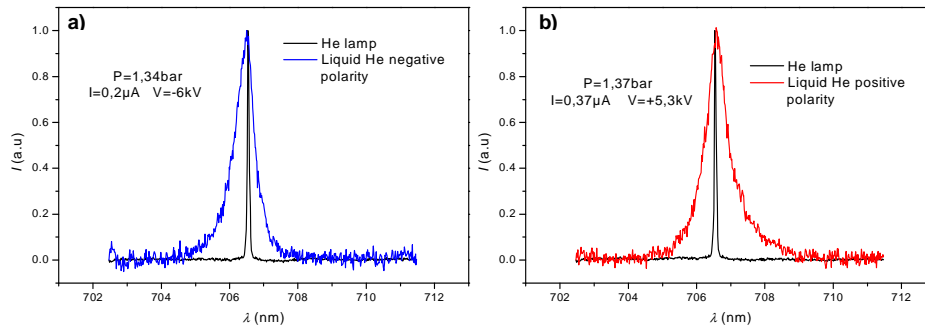 a)
He lamp
Liquid He negative
polarity
P=1,34bar
I=0,2µA V=-6kV
I (a.u)
1.0
0.8
0.6
0.4
0.2
0.0
702 704 706 708 710 712
λ (nm)
b)
He lamp
Liquid He positive
polarity
P=1,37bar
I=0,37µA V=+5,3kV
I (a.u)
1.0
0.8
0.6
0.4
0.2
0.0
702 704 706 708 710 712
λ (nm)